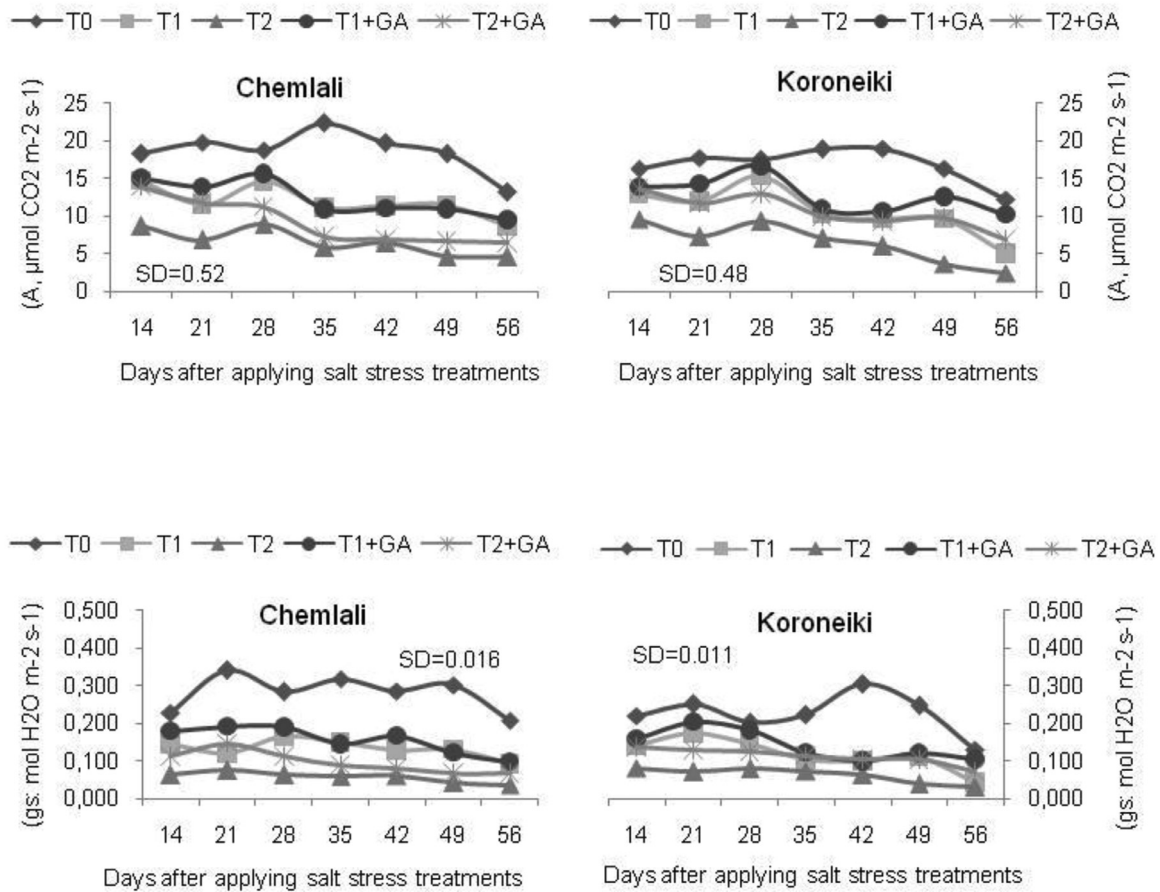 T0 T1 T2 T1+GA T2+GA
Chemlali
(A, µmol CO2 m-2 s-1)
25
20
15
10
5
0
SD=0.52
14 21 28 35 42 49 56
Days after applying salt stress treatments
T0 T1 T2 T1+GA T2+GA
Koroneiki
25
20
15
10
5
0
(A, µmol CO2 m-2 s-1)
SD=0.48
14 21 28 35 42 49 56
Days after applying salt stress treatments
T0 T1 T2 T1+GA T2+GA
Chemlali
(gs: mol H2O m-2 s-1)
0,500
0,400
0,300
0,200
0,100
0,000
SD=0.016
14 21 28 35 42 49 56
Days after applying salt stress treatments
T0 T1 T2 T1+GA T2+GA
Koroneiki
0,500
0,400
0,300
0,200
0,100
0,000
(gs: mol H2O m-2 s-1)
SD=0.011
14 21 28 35 42 49 56
Days after applying salt stress treatments